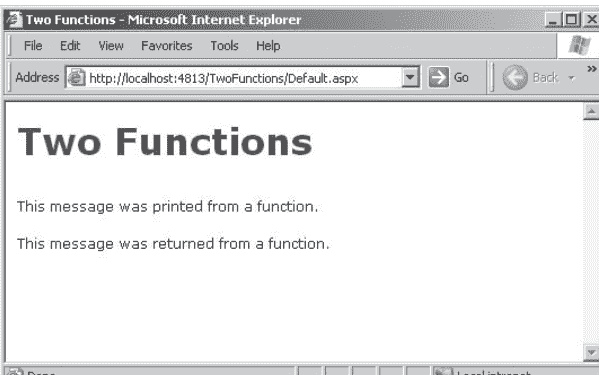 Two Functions - Microsoft Internet Explorer
File Edit View Favorites Tools Help
Address http://localhost:4813/TwoFunctions/Default.aspx Go Back »
Two Functions
This message was printed from a function.
This message was returned from a function.
Done Local intranet